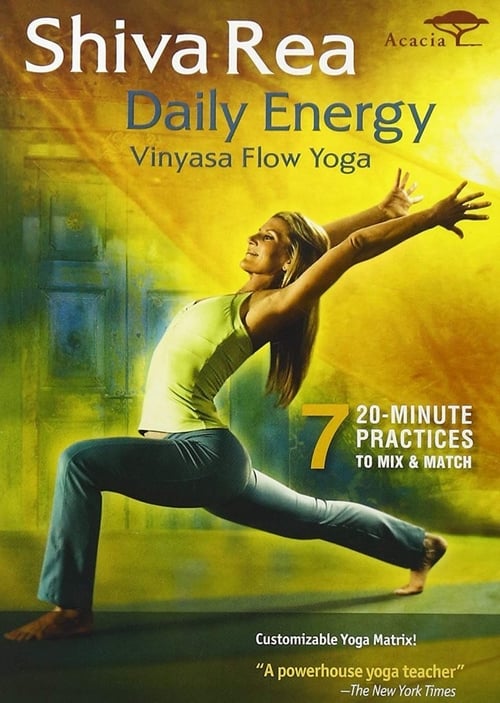 Shiva Rea
Acacia
Daily Energy
Vinyasa Flow Yoga
7 20-MINUTE
PRACTICES
TO MIX & MATCH
Customizable Yoga Matrix!
“A powerhouse yoga teacher”
—The New York Times